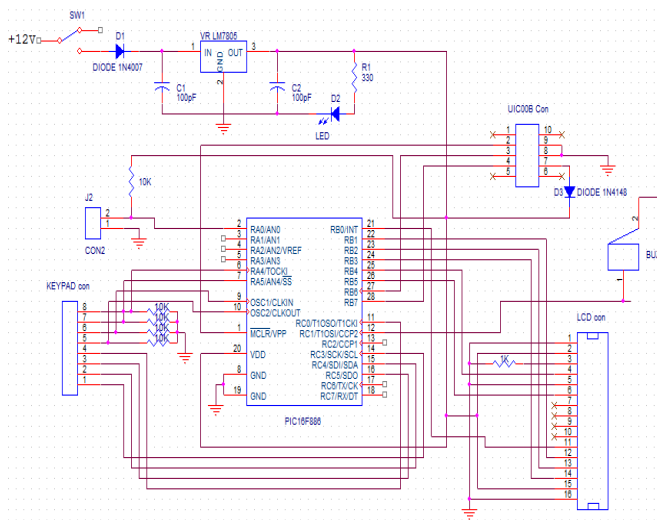 SW1
+12V
D1
DIODE 1N4007
VR LM7805
1
IN
OUT
3
GND
2
C1
100pF
C2
100pF
R1
330
D2
LED
UIC00B Con
1
2
3
4
5
10
9
8
7
6
D3
DIODE 1N4148
10K
J2
2
1
CON2
2
1
KEYPAD con
8
7
6
5
4
3
2
1
10K
10K
10K
10K
2
3
4
5
6
7
9
10
1
20
8
19
RA0/AN0
RA1/AN1
RA2/AN2/VREF
RA3/AN3
RA4/TOCKI
RA5/AN4/SS
OSC1/CLKIN
OSC2/CLKOUT
MCLR/VPP
VDD
GND
GND
RB0/INT
RB1
RB2
RB3
RB4
RB5
RB6
RB7
RC0/T1OSO/T1CKI
RC1/T1OSI/CCP2
RC2/CCP1
RC3/SCK/SCL
RC4/SDI/SDA
RC5/SDO
RC6/TX/CK
RC7/RX/DT
21
22
23
24
25
26
27
28
11
12
13
14
15
16
17
18
PIC16F886
LCD con
1K
1
2
3
4
5
6
7
8
9
10
11
12
13
14
15
16